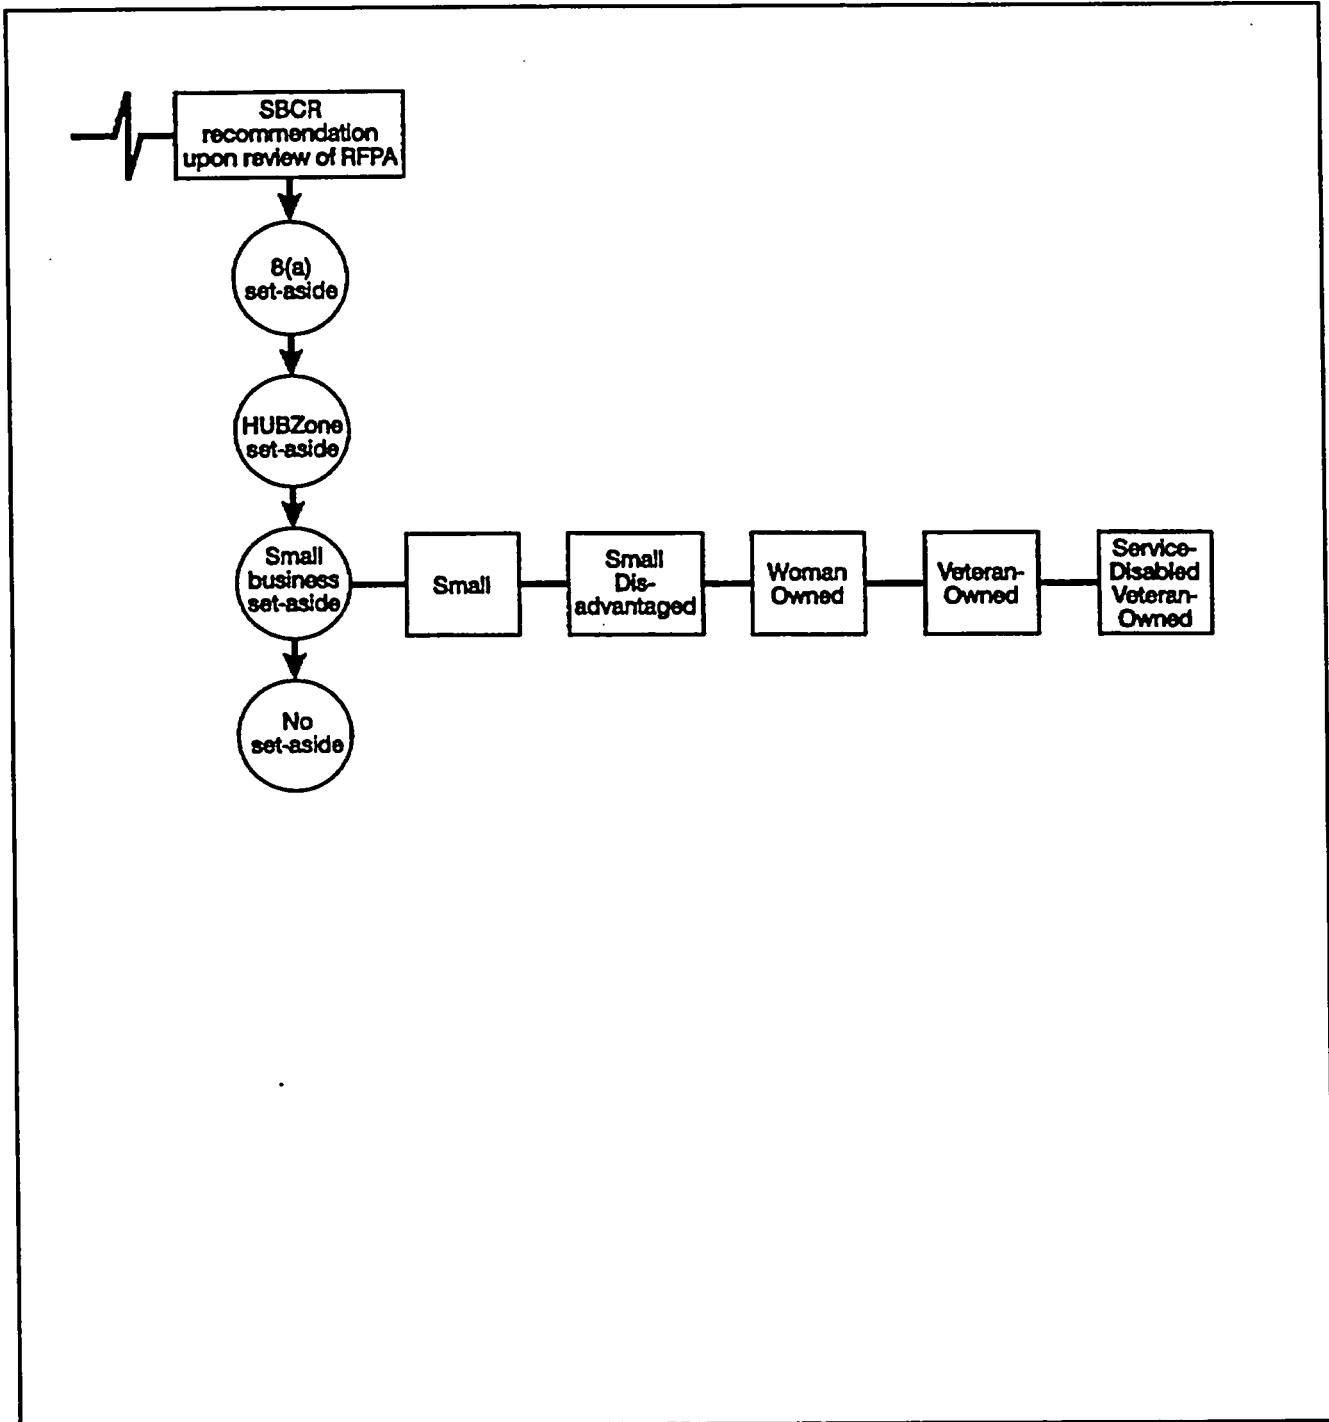 SBCR
recommendation
upon review of RFPA
8(a)
set-aside
HUBZone
set-aside
Small
business
set-aside
Small
Small
Dis-
advantaged
Woman
Owned
Veteran-
Owned
Service-
Disabled
Veteran-
Owned
No
set-aside